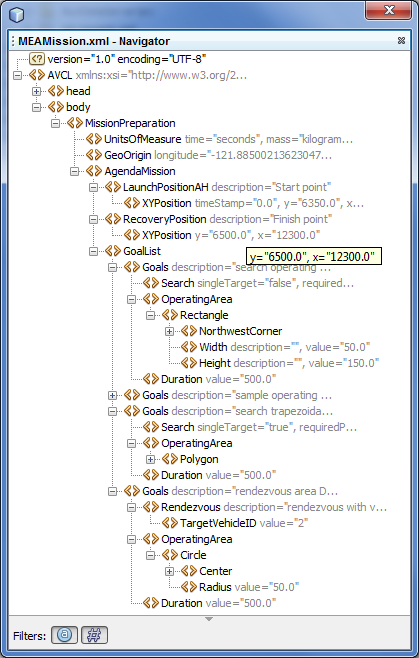 MEAMission.xml - Navigator
version="1.0" encoding="UTF-8"
AVCL xmlns:xsi="http://www.w3.org/2...
head
body
MissionPreparation
UnitsOfMeasure time="seconds", mass="kilogram...
GeoOrigin longitude="-121.88500213623047...
AgendaMission
LaunchPositionAH description="Start point"
XYPosition timeStamp="0.0", y="6350.0", x...
RecoveryPosition description="Finish point"
XYPosition y="6500.0", x="12300.0"
GoalList
y="6500.0", x="12300.0"
Goals description="search operating ...
Search singleTarget="false", required...
OperatingArea
Rectangle
NorthwestCorner
Width description="", value="50.0"
Height description="", value="150.0"
Duration value="500.0"
Goals description="sample operating ...
Goals description="search trapezoida...
Search singleTarget="true", requiredP...
OperatingArea
Polygon
Duration value="500.0"
Goals description="rendezvous area D...
Rendezvous description="rendezvous with v...
TargetVehicleID value="2"
OperatingArea
Circle
Center
Radius value="50.0"
Duration value="500.0"
Filters: @ #